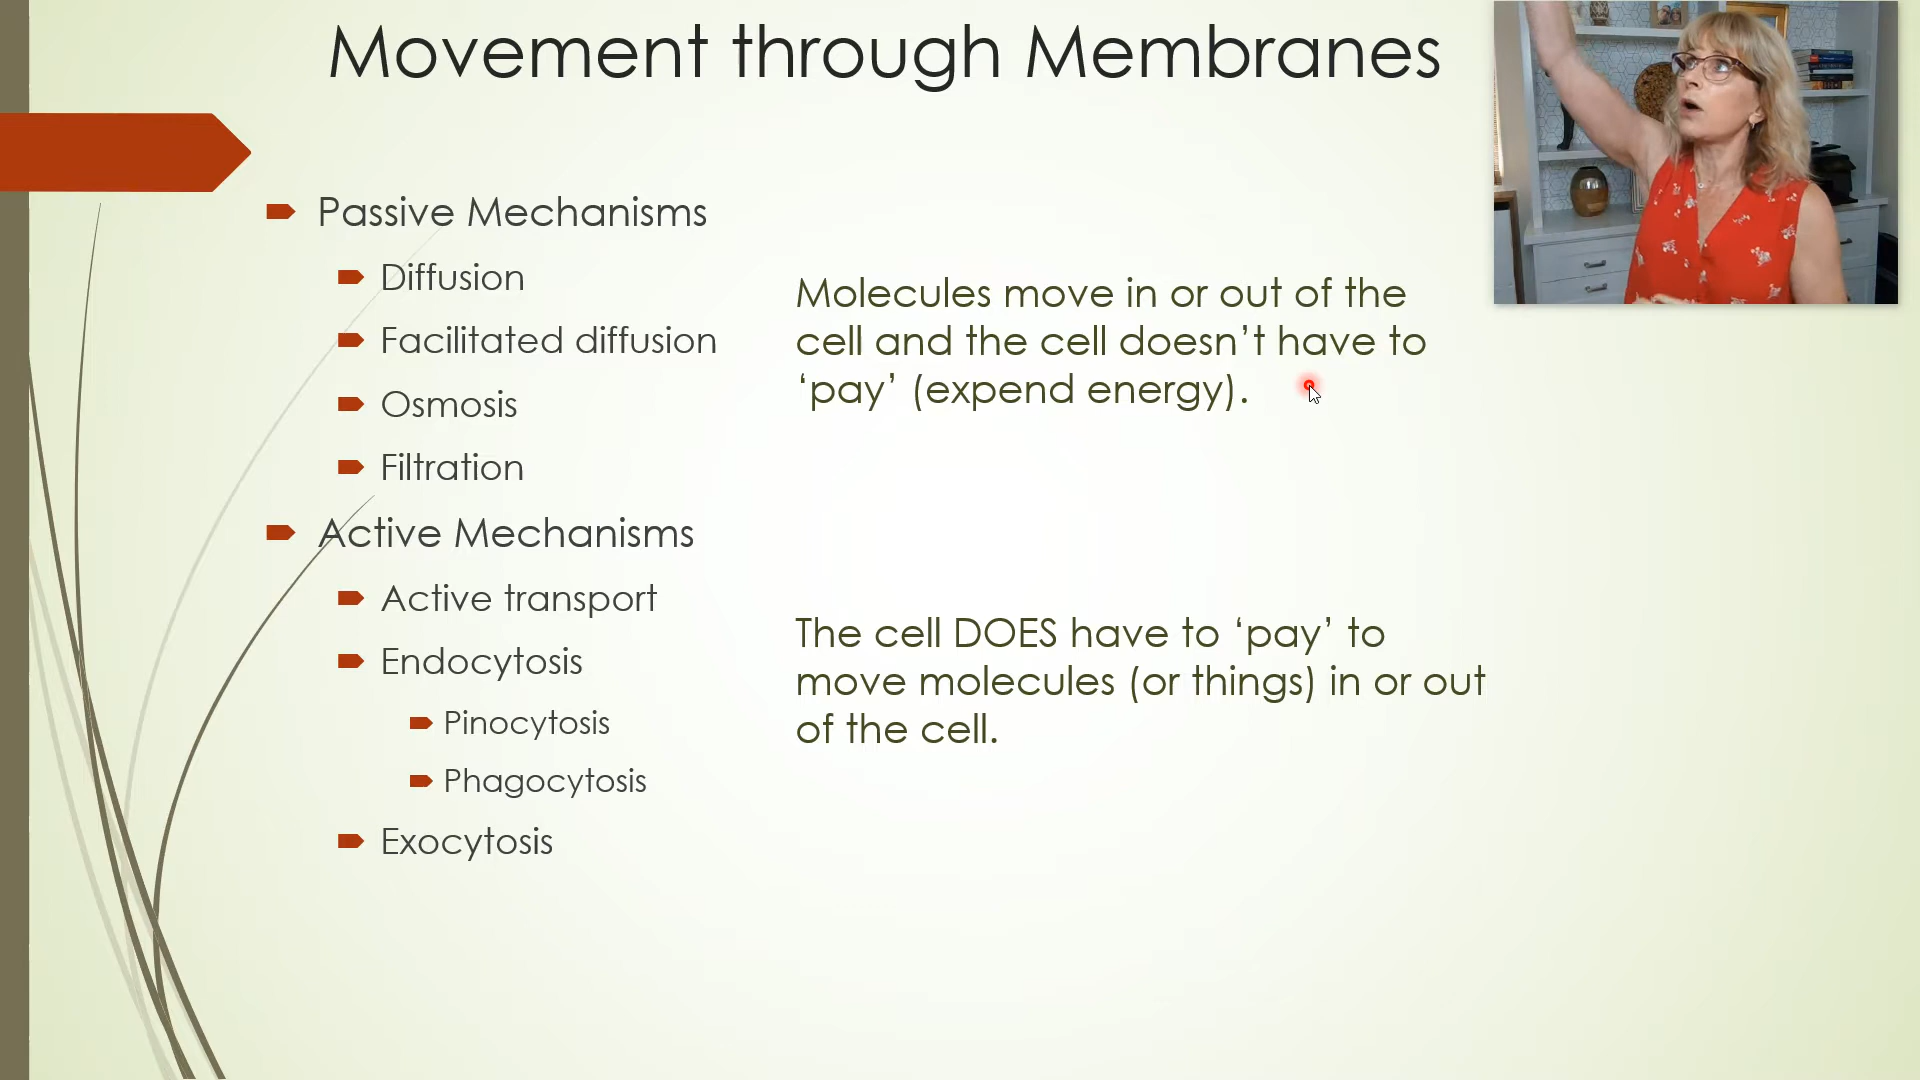 Movement through Membranes
Passive Mechanisms
Diffusion
Facilitated diffusion
Osmosis
Filtration
Active Mechanisms
Active transport
Endocytosis
Pinocytosis
Phagocytosis
Exocytosis
Molecules move in or out of the
cell and the cell doesn’t have to
‘pay’ (expend energy).
The cell DOES have to ‘pay’ to
move molecules (or things) in or out
of the cell.